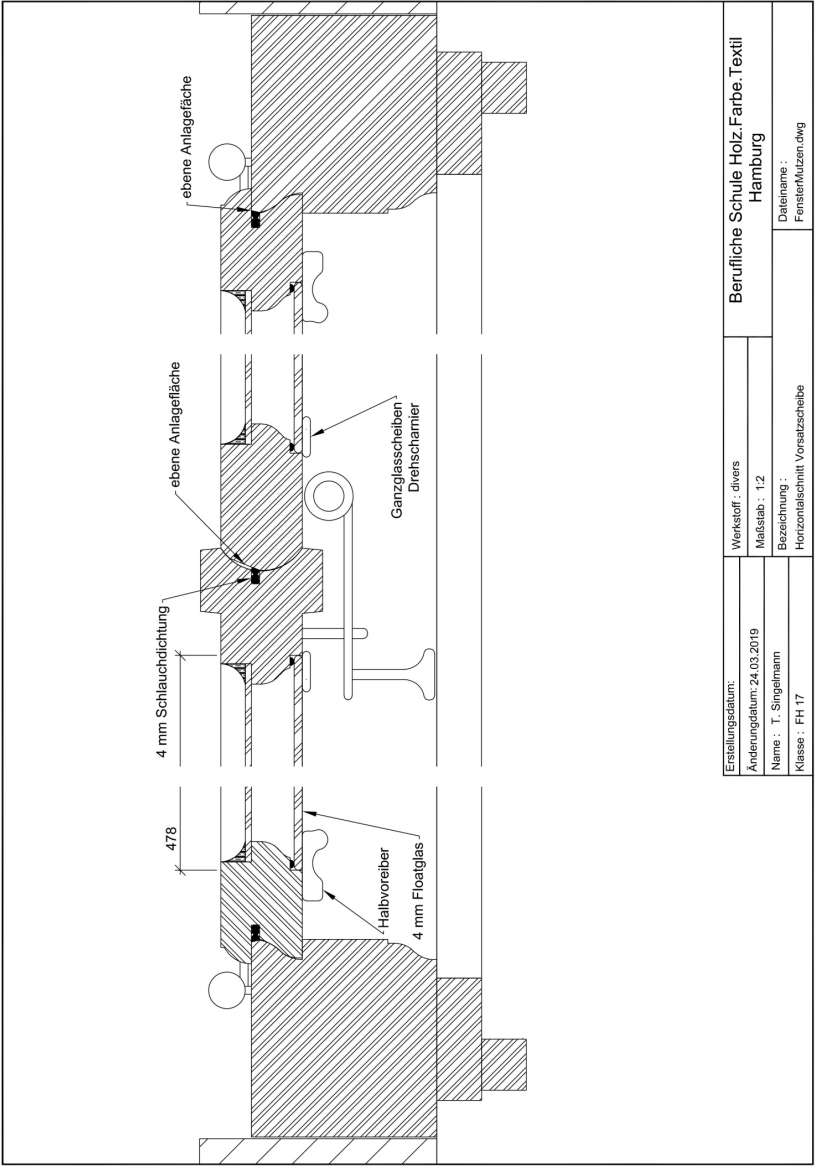 478
4 mm Schlauchdichtung
ebene Anlagefläche
ebene Anlagefäche
Halbvoreiber
4 mm Floatglas
Ganzglasscheiben
Drehscharnier
Erstellungsdatum:
Änderungdatum: 24.03.2019
Name : T. Singelmann
Klasse : FH 17
Werkstoff : divers
Maßstab : 1:2
Bezeichnung :
Horizontalschnitt Vorsatzscheibe
Berufliche Schule Holz.Farbe.Textil
Hamburg
Dateiname :
FensterMutzen.dwg